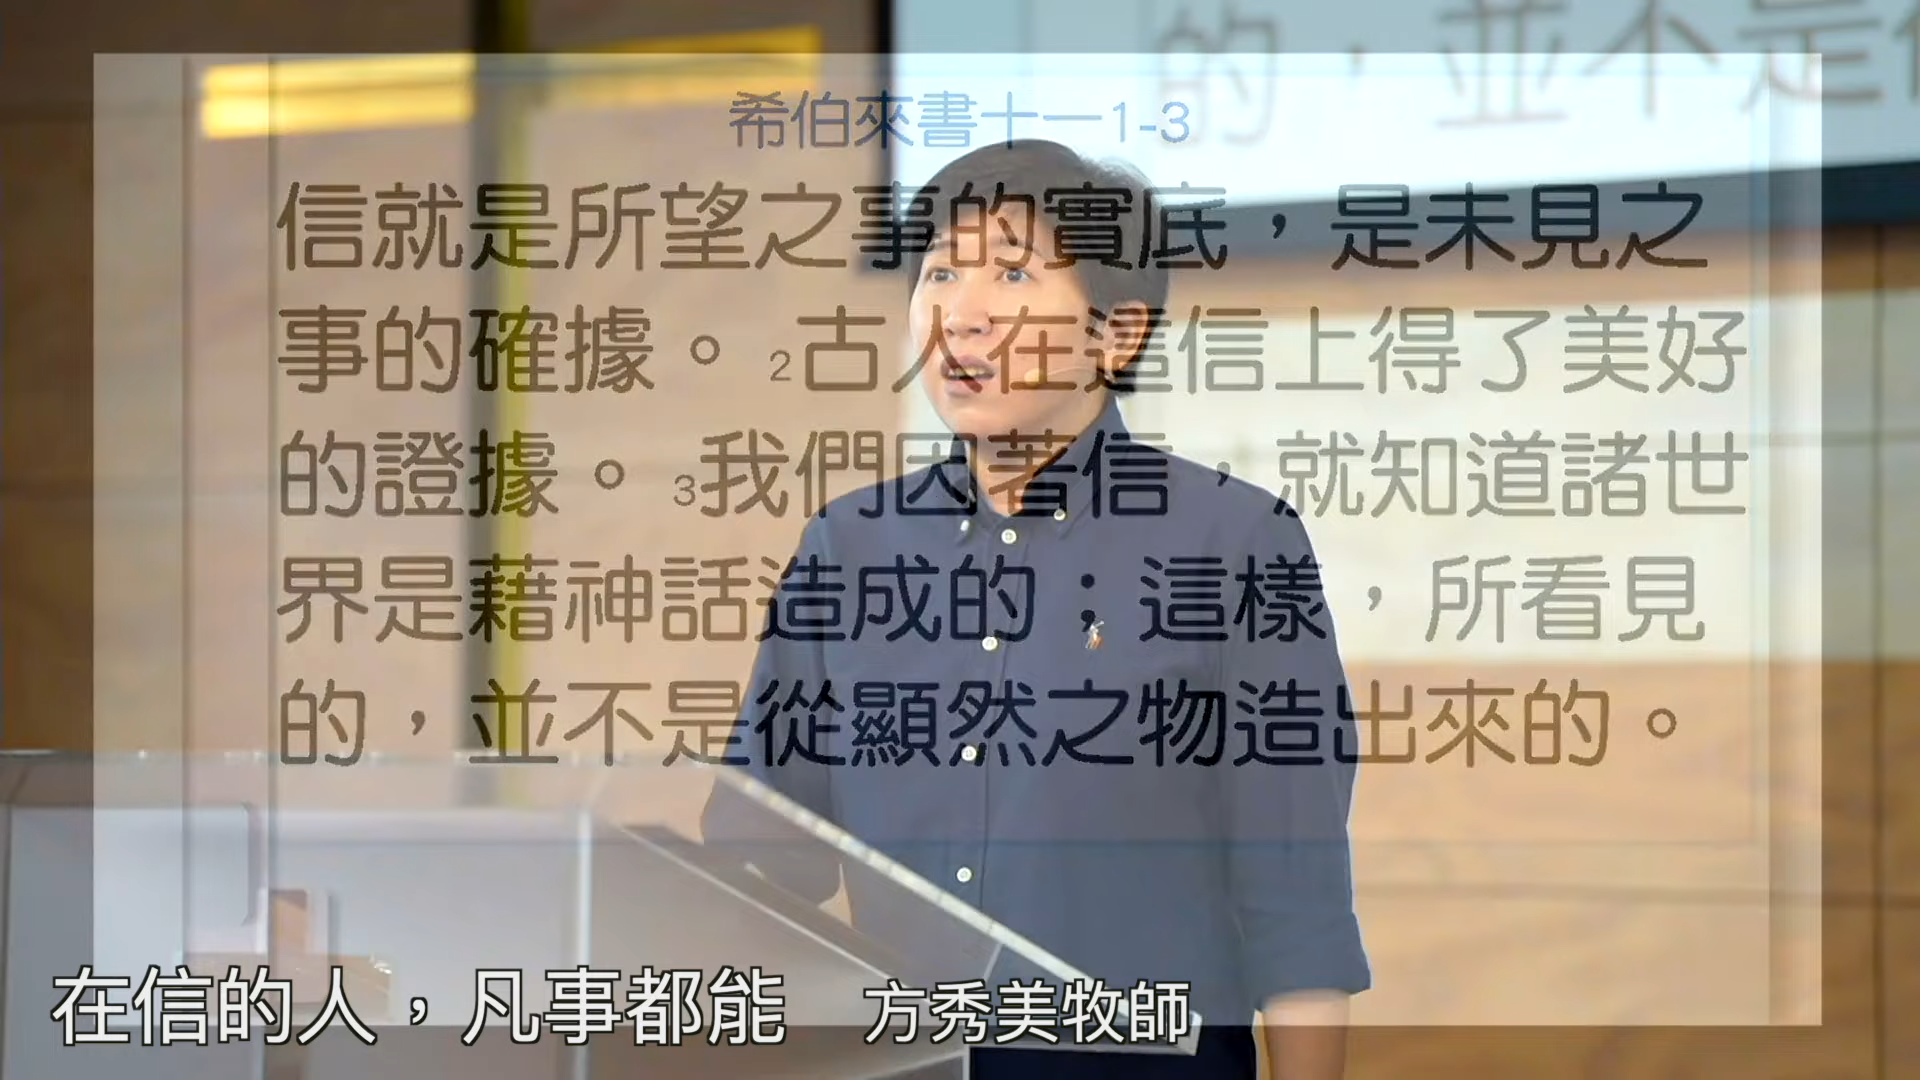 的，並不是
希伯來書十一1-3
信就是所望之事的實底，是未見之
事的確據。2古人在這信上得了美好
的證據。3我們因著信，就知道諸世
界是藉神話造成的；這樣，所看見
的，並不是從顯然之物造出來的。
在信的人，凡事都能 方秀美牧師